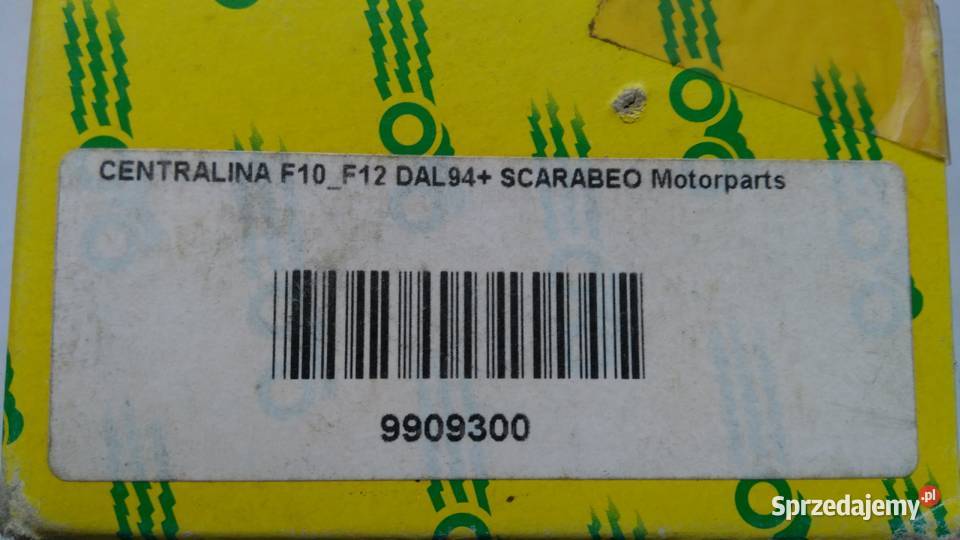 CENTRALINA F10_F12 DAL94+ SCARABEO Motorparts
9909300
Sprzedajemy.pl